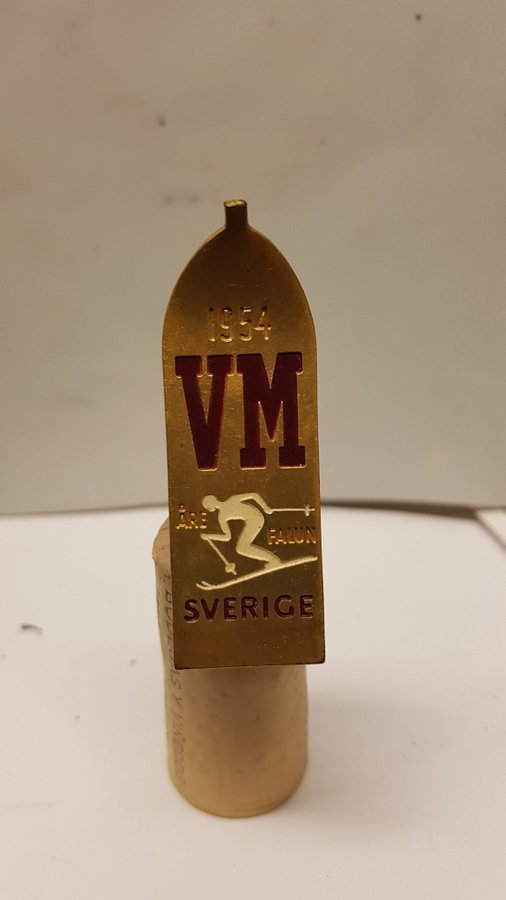 1954
VM
ÅRE FALUN
SVERIGE